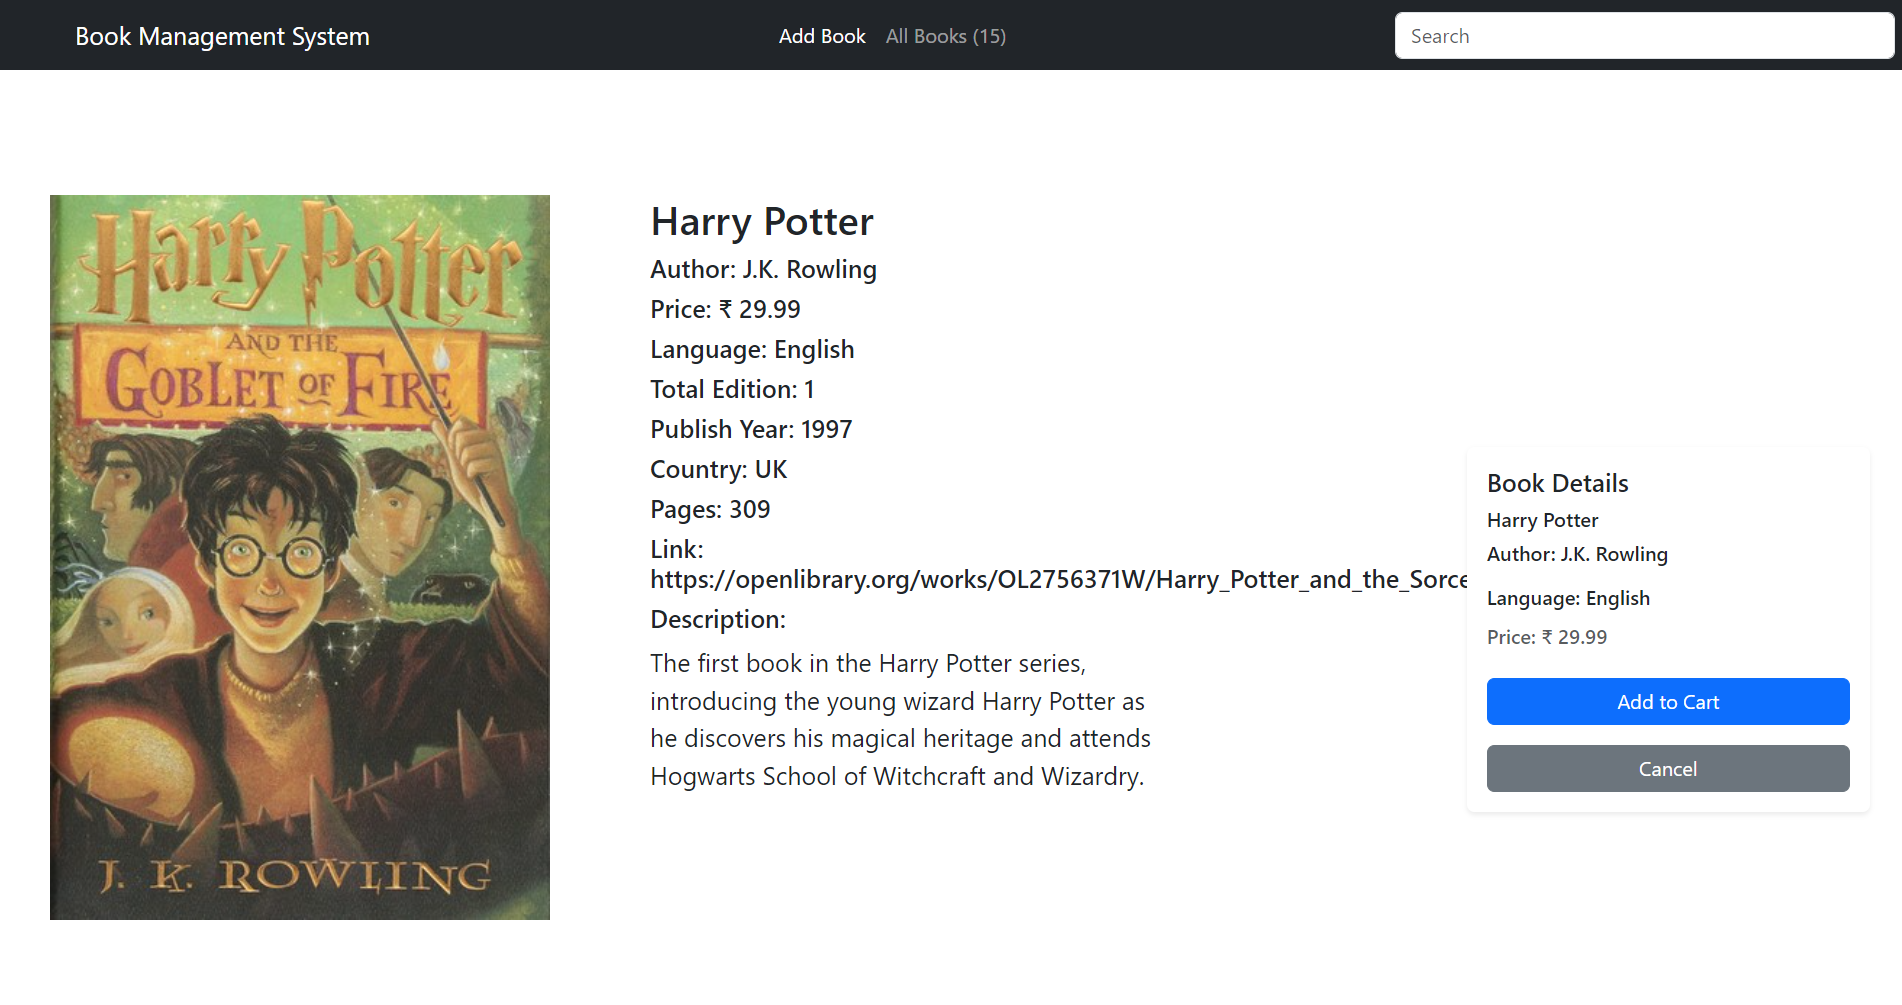 Book Management System
Add Book
All Books (15)
Search
Harry Potter
AND THE
GOBLET OF FIRE
J. K. ROWLING
Harry Potter
Author: J.K. Rowling
Price: ₹ 29.99
Language: English
Total Edition: 1
Publish Year: 1997
Country: UK
Pages: 309
Link:
https://openlibrary.org/works/OL2756371W/Harry_Potter_and_the_Sorce
Description:
The first book in the Harry Potter series,
introducing the young wizard Harry Potter as
he discovers his magical heritage and attends
Hogwarts School of Witchcraft and Wizardry.
Book Details
Harry Potter
Author: J.K. Rowling
Language: English
Price: ₹ 29.99
Add to Cart
Cancel